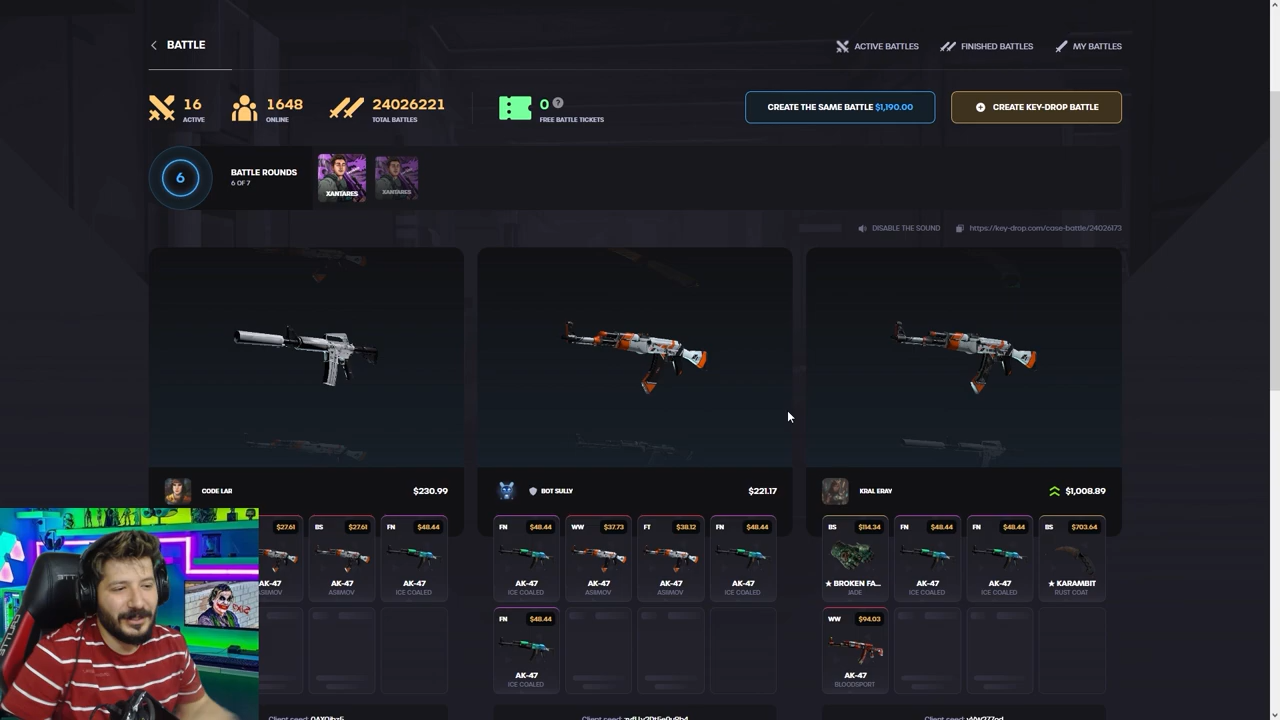 BATTLE
ACTIVE BATTLES
FINISHED BATTLES
MY BATTLES
16
ACTIVE
1648
ONLINE
24026221
TOTAL BATTLES
0 ?
FREE BATTLE TICKETS
CREATE THE SAME BATTLE $1,190.00
CREATE KEY-DROP BATTLE
6
BATTLE ROUNDS
6 OF 7
XANTARES
XANTARES
DISABLE THE SOUND
https://key-drop.com/case-battle/24026173
CODE LAR
$230.99
BOT SULLY
$221.17
KRAL ERAY
$1,008.89
$27.61
AK-47
ASIIMOV
BS
$27.61
AK-47
ASIIMOV
FN
$48.44
AK-47
ICE COALED
FN
$48.44
AK-47
ICE COALED
WW
$37.73
AK-47
ASIIMOV
FT
$38.12
AK-47
ASIIMOV
FN
$48.44
AK-47
ICE COALED
BS
$114.34
★ BROKEN FA...
JADE
FN
$48.44
AK-47
ICE COALED
FN
$48.44
AK-47
ICE COALED
BS
$703.64
★ KARAMBIT
RUST COAT
FN
$48.44
AK-47
ICE COALED
WW
$94.03
AK-47
BLOODSPORT
Client seed:
Client seed:
Client seed: